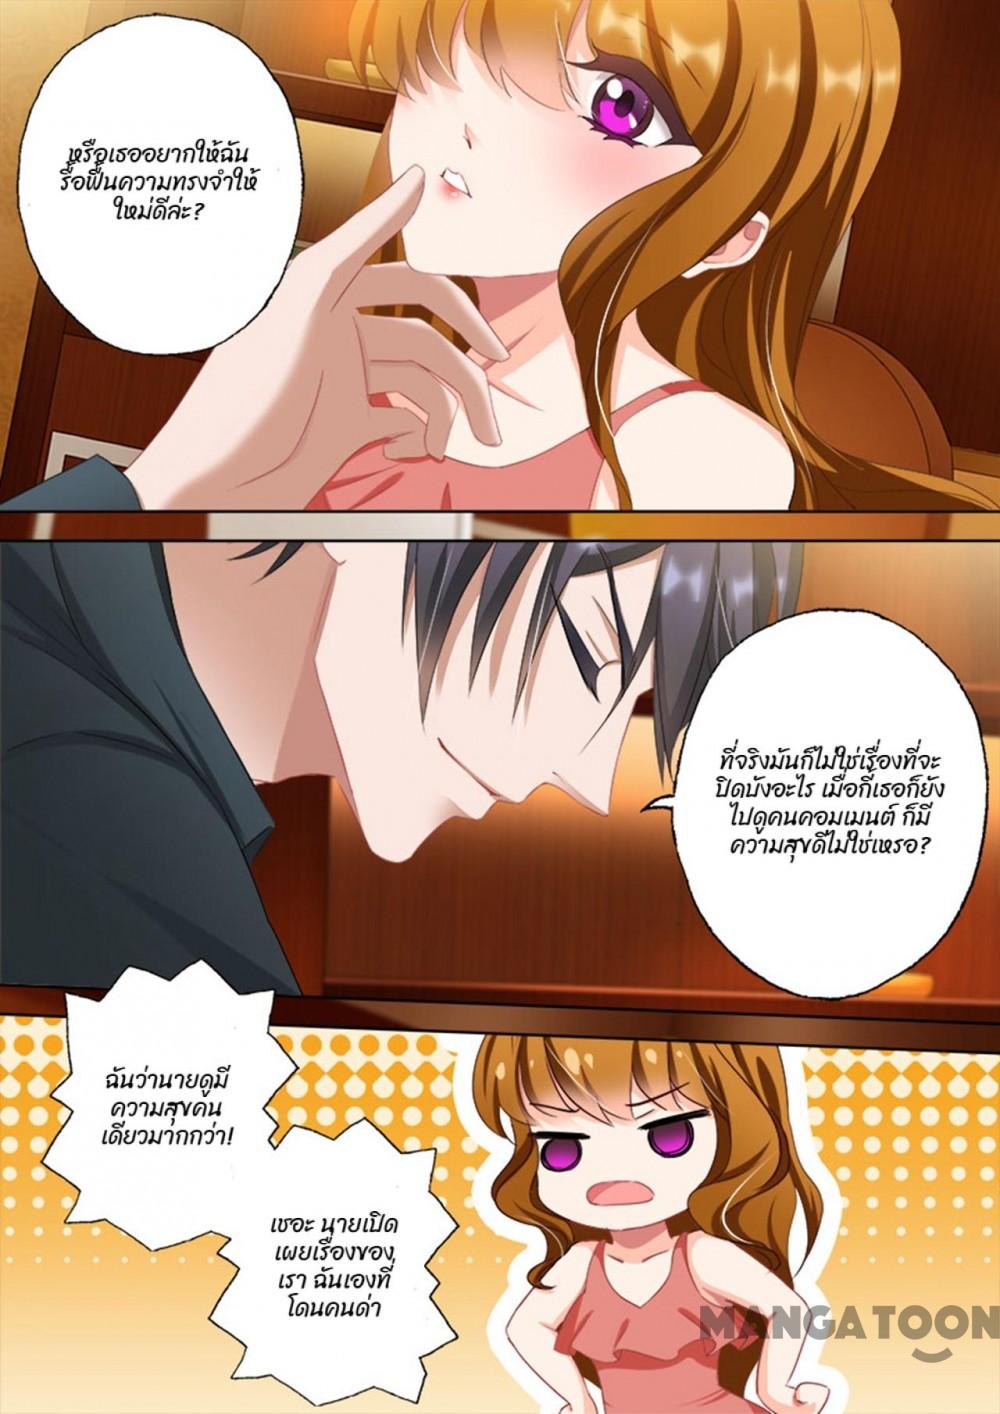 หรือเธออยากให้ฉัน
รื้อฟื้นความทรงจำให้
ใหม่ดีล่ะ?
ที่จริงมันก็ไม่ใช่เรื่องที่จะ
ปิดบังอะไร เมื่อกี้เธอก็ยัง
ไปดูคนคอมเมนต์ ก็มี
ความสุขดีไม่ใช่เหรอ?
ฉันว่านายดูมี
ความสุขคน
เดียวมากกว่า!
เชอะ นายเปิด
เผยเรื่องของ
เรา ฉันเองที่
โดนคนด่า
MANGATOON